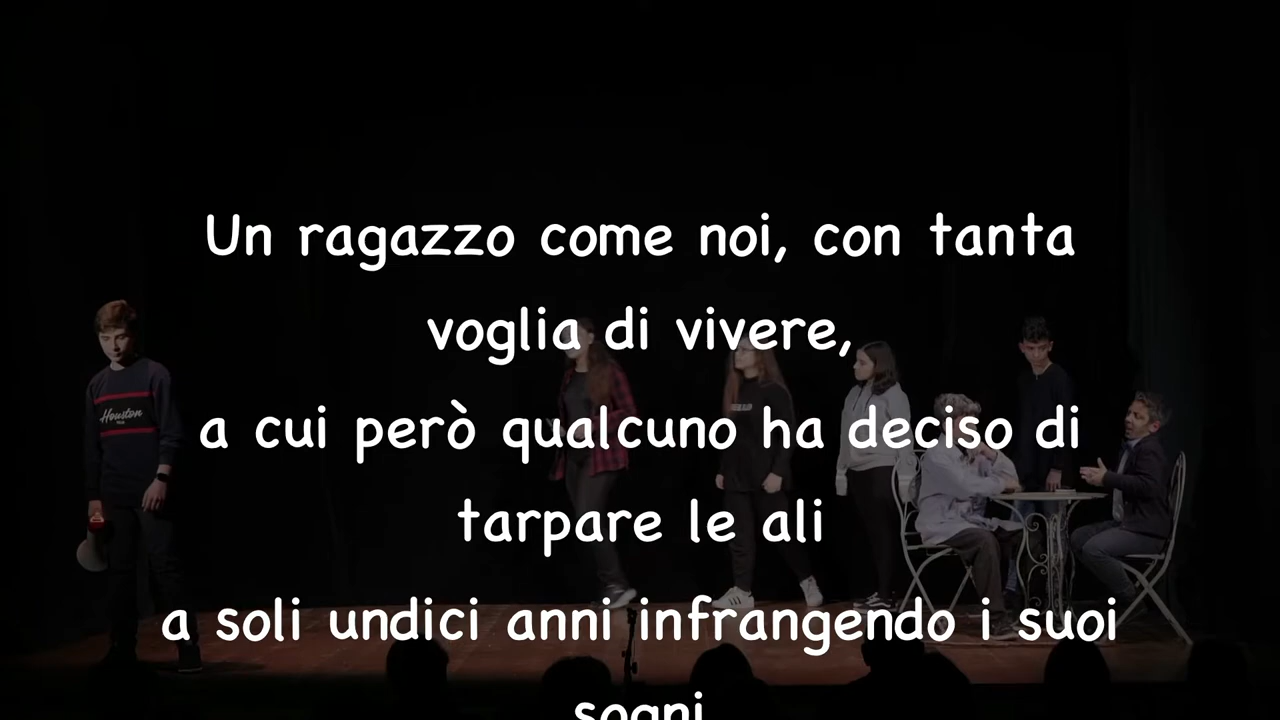 Un ragazzo come noi, con tanta
voglia di vivere,
a cui però qualcuno ha deciso di
tarpare le ali
a soli undici anni infrangendo i suoi
sogni
Houston